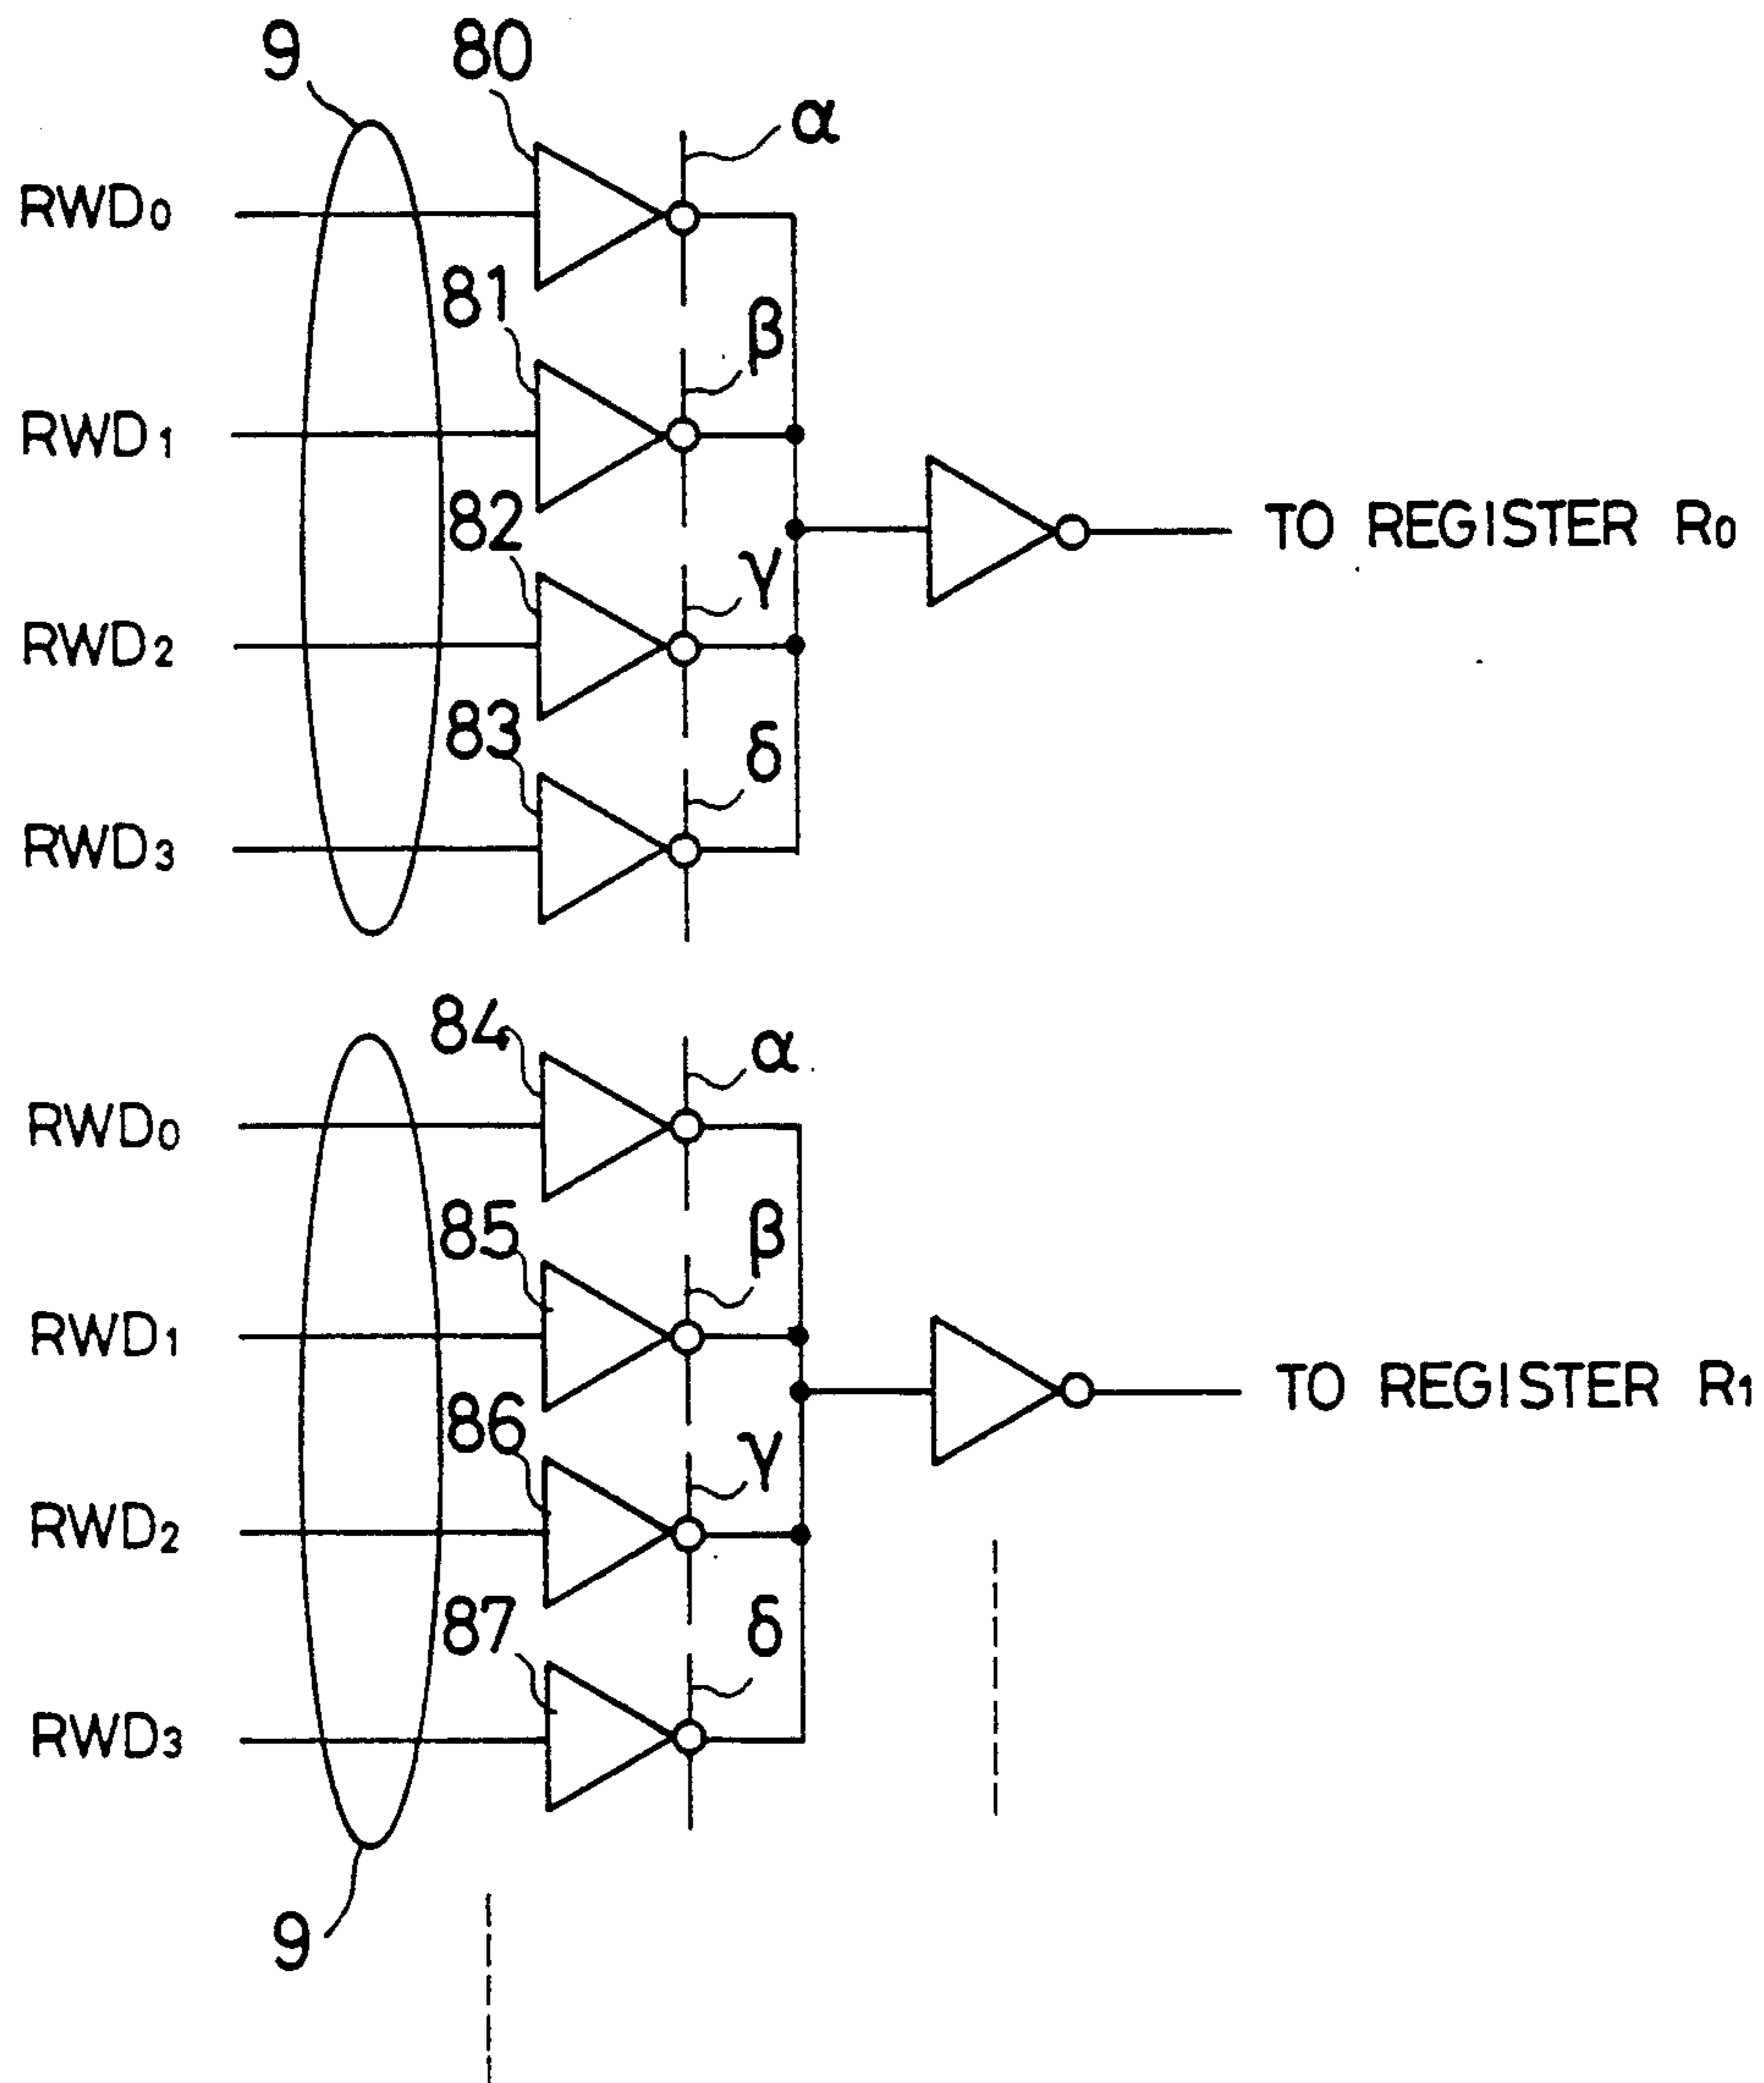 9 80
α
RWD0
81
β
RWD1
82
TO REGISTER R0
γ
RWD2
83
δ
RWD3
84
α
RWD0
85
β
RWD1
TO REGISTER R1
86
γ
RWD2
87
δ
RWD3
9